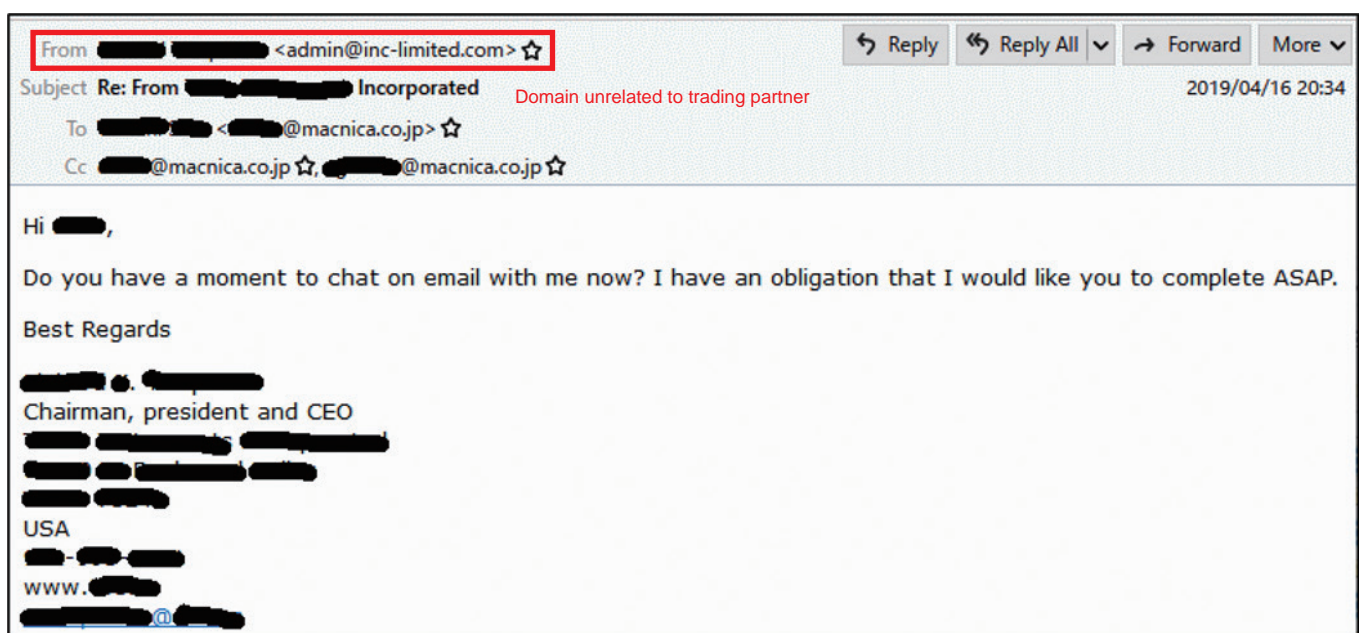 From <admin@inc-limited.com>
Reply Reply All Forward More
Subject Re: From Incorporated
Domain unrelated to trading partner
2019/04/16 20:34
To < @macnica.co.jp>
Cc @macnica.co.jp , @macnica.co.jp
Hi ,
Do you have a moment to chat on email with me now? I have an obligation that I would like you to complete ASAP.
Best Regards
.
Chairman, president and CEO
USA
- -
www.
@